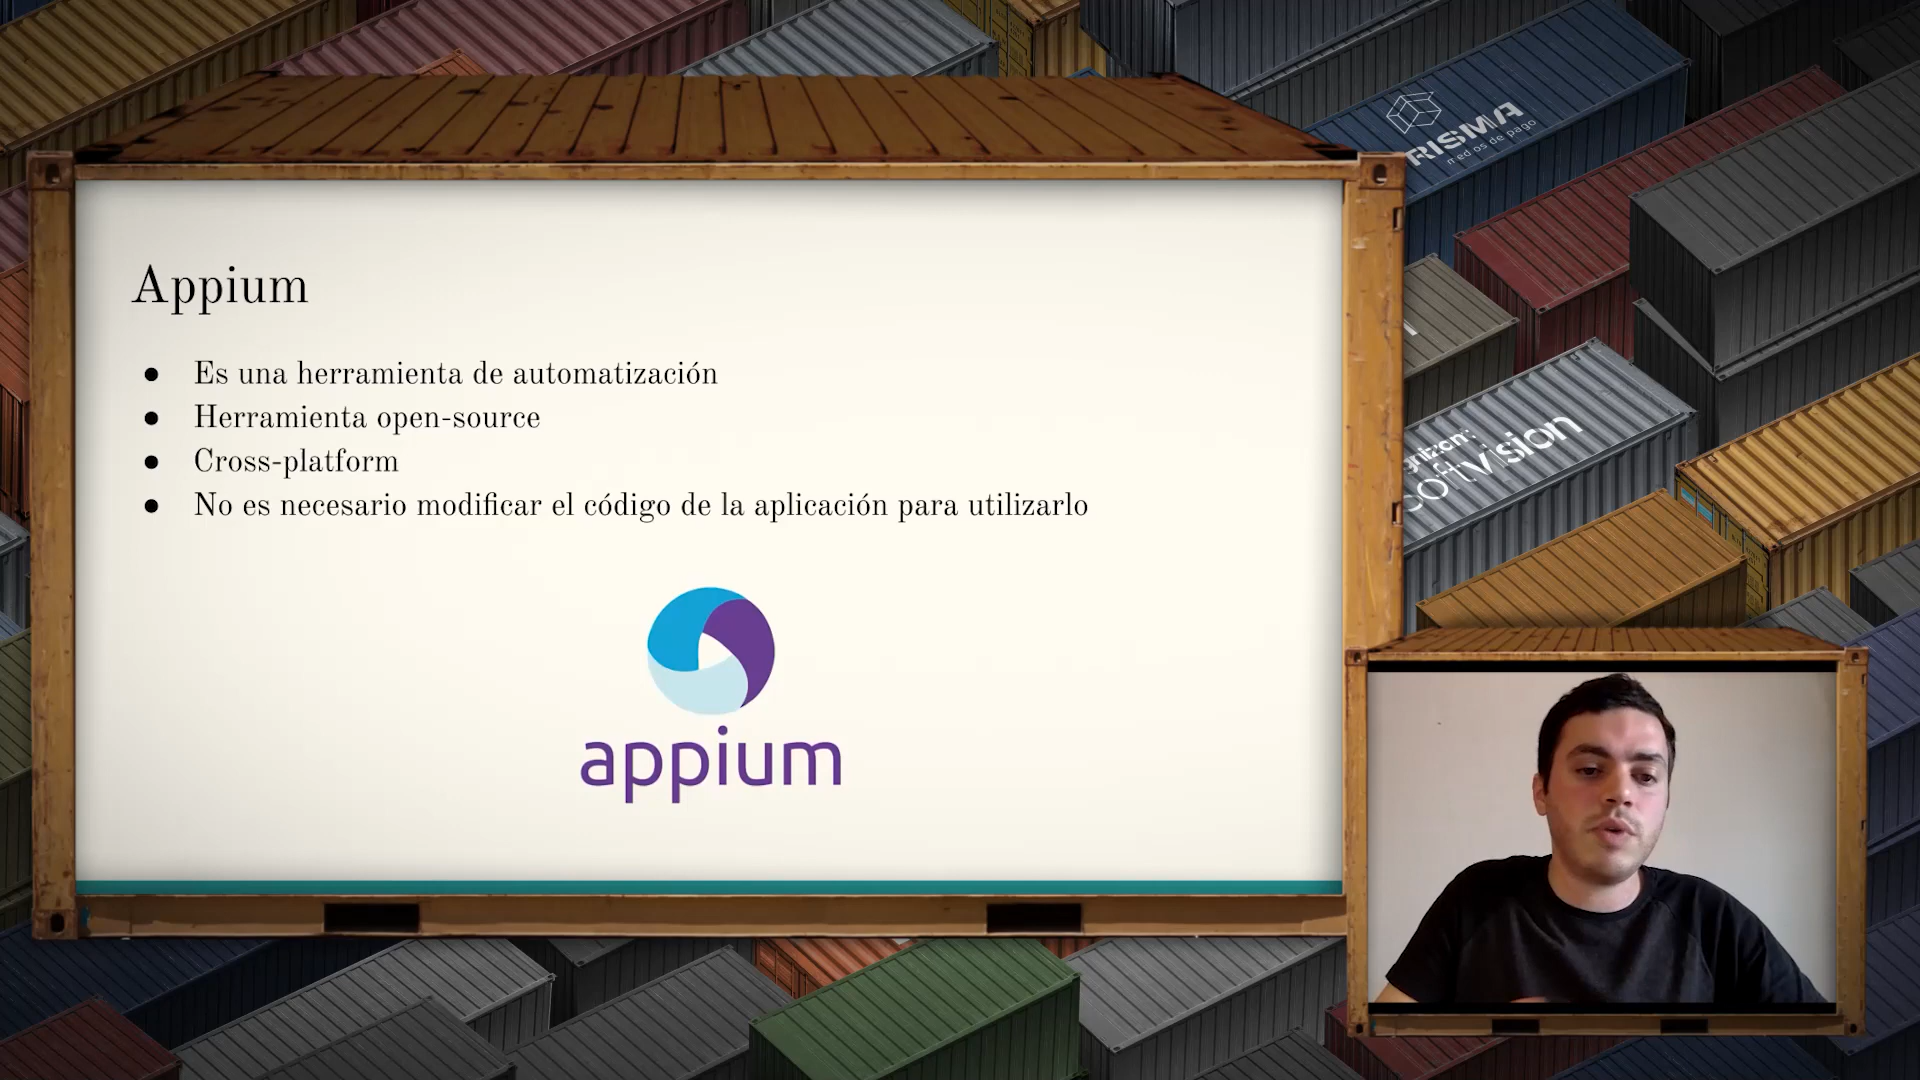 Appium
● Es una herramienta de automatización
● Herramienta open-source
● Cross-platform
● No es necesario modificar el código de la aplicación para utilizarlo
appium
RISMA
medios de pago
gnizant
softvision